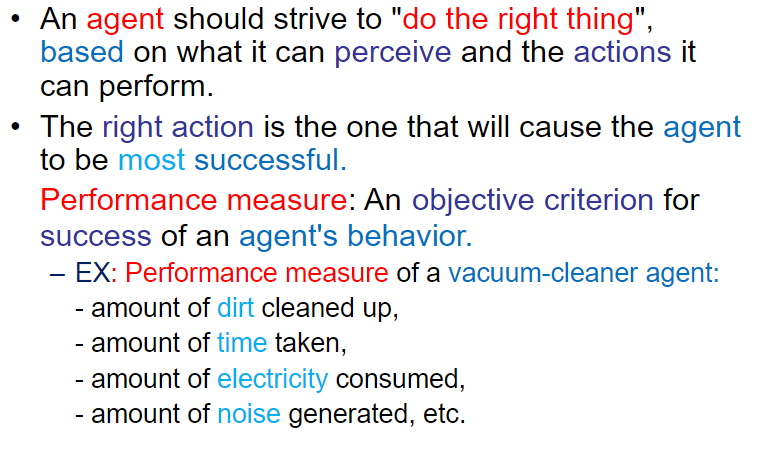 • An agent should strive to "do the right thing",
based on what it can perceive and the actions it
can perform.
• The right action is the one that will cause the agent
to be most successful.
Performance measure: An objective criterion for
success of an agent's behavior.
– EX: Performance measure of a vacuum-cleaner agent:
- amount of dirt cleaned up,
- amount of time taken,
- amount of electricity consumed,
- amount of noise generated, etc.